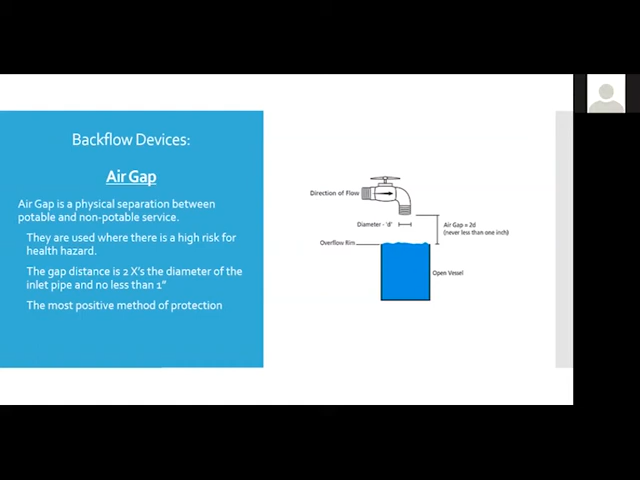 Backflow Devices:
Air Gap
Air Gap is a physical separation between
potable and non-potable service.
They are used where there is a high risk for
health hazard.
The gap distance is 2 X's the diameter of the
inlet pipe and no less than 1"
The most positive method of protection
Direction of Flow
Diameter - 'd'
Air Gap = 2d
(never less than one inch)
Overflow Rim
Open Vessel